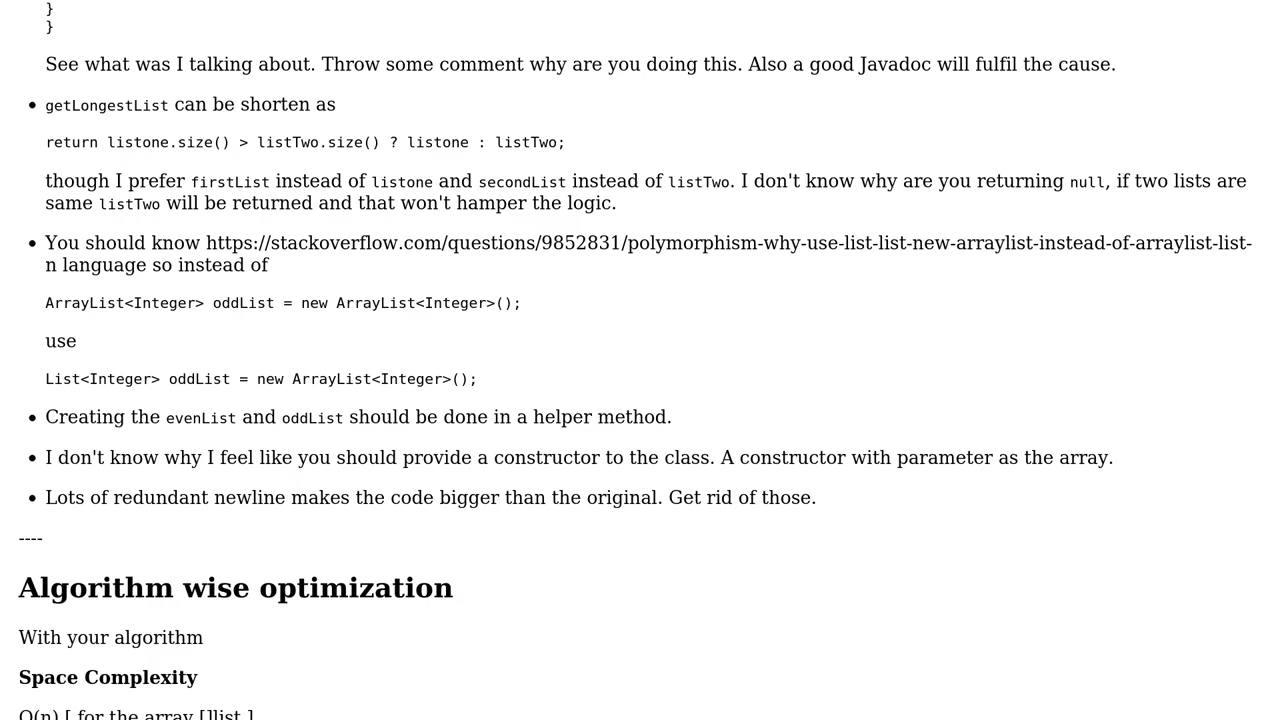 }
}
See what was I talking about. Throw some comment why are you doing this. Also a good Javadoc will fulfil the cause.
• getLongestList can be shorten as
return listone.size() > listTwo.size() ? listone : listTwo;
though I prefer firstList instead of listone and secondList instead of listTwo. I don't know why are you returning null, if two lists are
same listTwo will be returned and that won't hamper the logic.
• You should know https://stackoverflow.com/questions/9852831/polymorphism-why-use-list-list-new-arraylist-instead-of-arraylist-list-
n language so instead of
ArrayList<Integer> oddList = new ArrayList<Integer>();
use
List<Integer> oddList = new ArrayList<Integer>();
• Creating the evenList and oddList should be done in a helper method.
• I don't know why I feel like you should provide a constructor to the class. A constructor with parameter as the array.
• Lots of redundant newline makes the code bigger than the original. Get rid of those.
----
Algorithm wise optimization
With your algorithm
Space Complexity
O(n) [ for the array []list ]